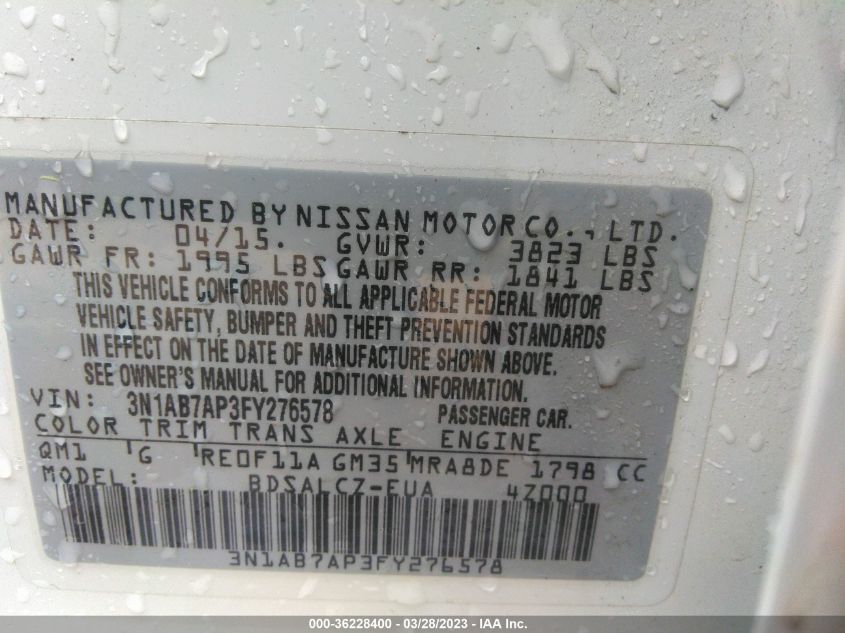 MANUFACTURED BY NISSAN MOTOR CO., LTD.
DATE: 04/15. GVWR: 3823 LBS
GAWR FR: 1995 LBS GAWR RR: 1841 LBS
THIS VEHICLE CONFORMS TO ALL APPLICABLE FEDERAL MOTOR
VEHICLE SAFETY, BUMPER AND THEFT PREVENTION STANDARDS
IN EFFECT ON THE DATE OF MANUFACTURE SHOWN ABOVE.
SEE OWNER'S MANUAL FOR ADDITIONAL INFORMATION.
VIN: 3N1AB7AP3FY276578 PASSENGER CAR.
COLOR TRIM TRANS AXLE ENGINE
QM1 G RE0F11A GM35 MRA8DE 1798 CC
MODEL: BDSALCZ-EUA 4Z000
3N1AB7AP3FY276578
000-36228400 - 03/28/2023 - IAA Inc.